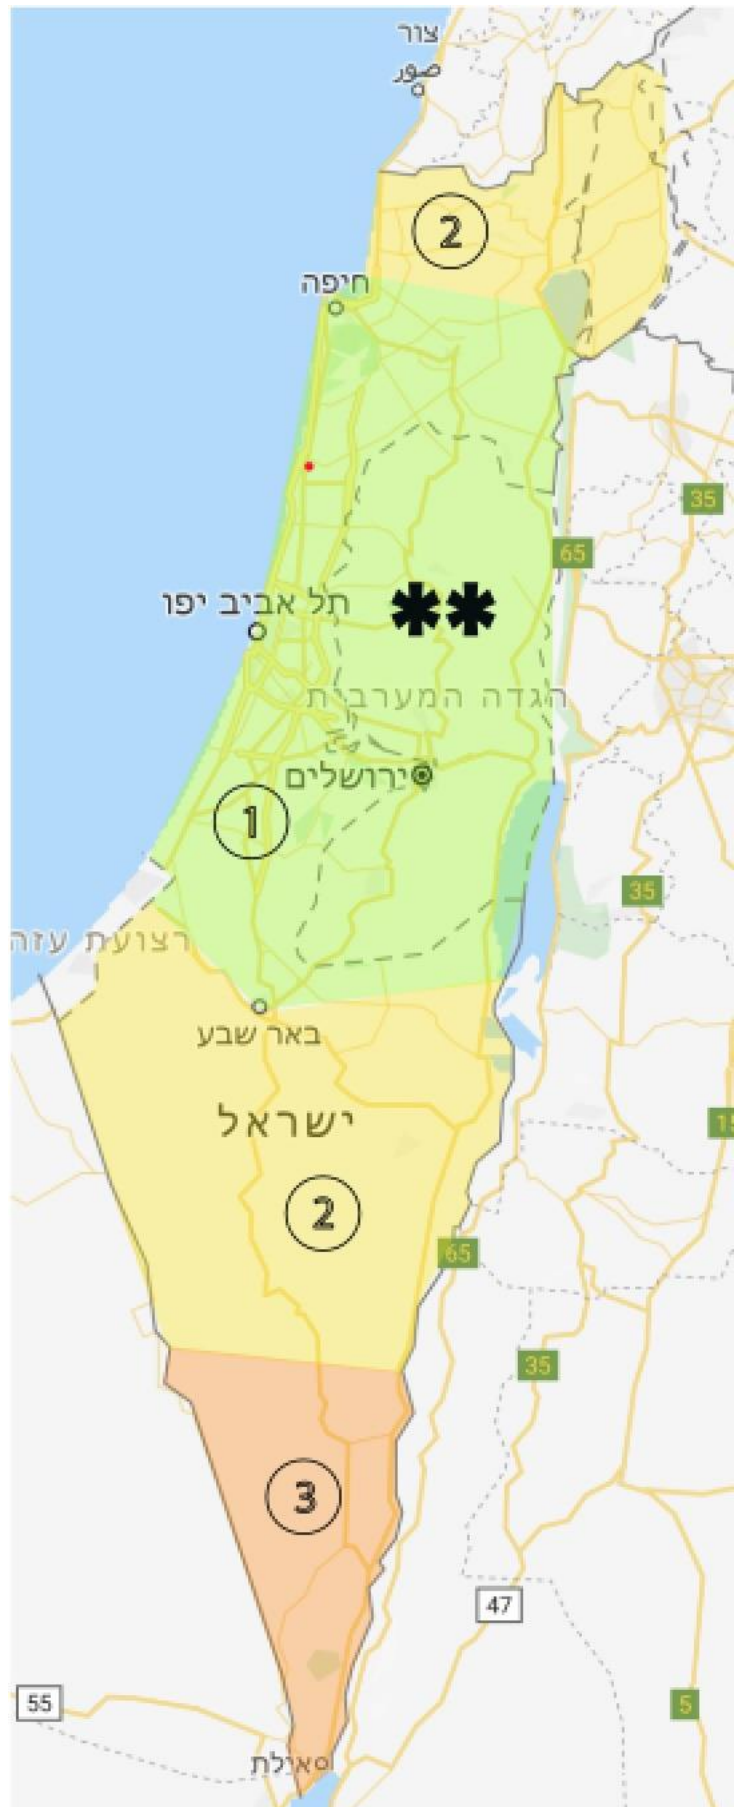 צור
صور
2
חיפה
35
65
תל אביב יפו
**
הגדה המערבית
ירושלים
1
35
רצועת עזה
באר שבע
ישראל
2
65
35
3
47
55
5
אילת